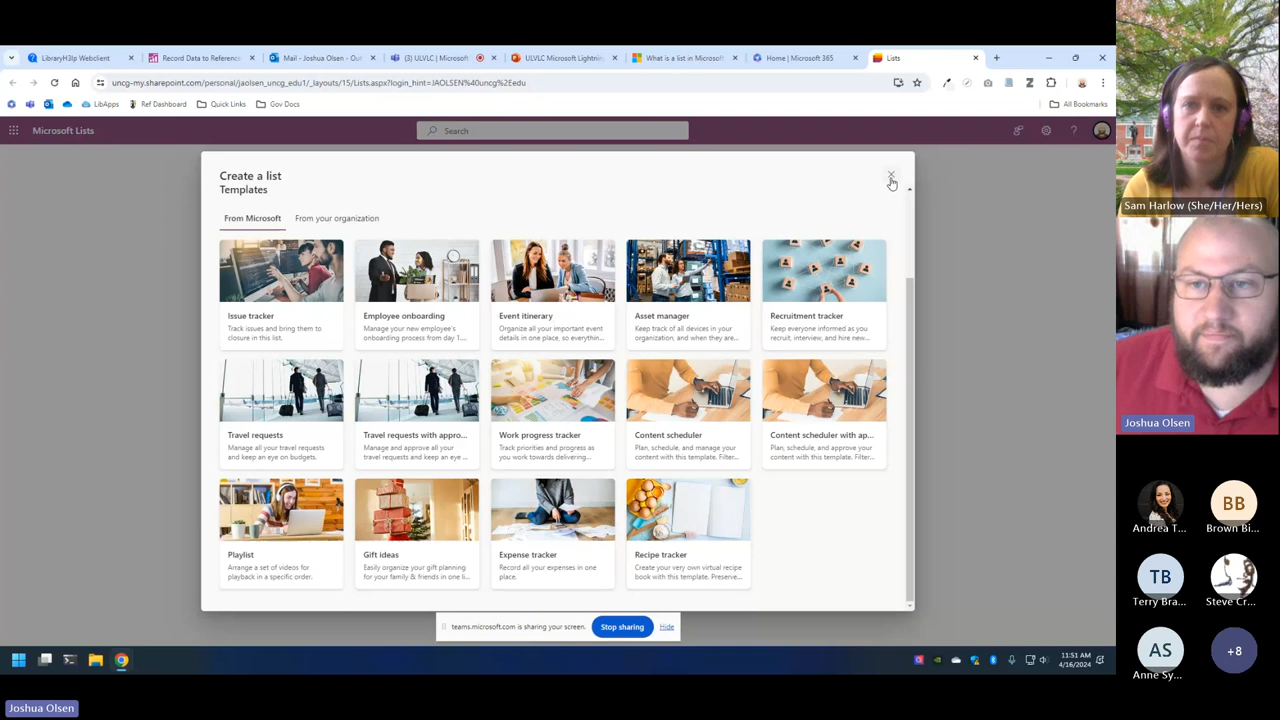 LibraryH3lp Webclient
Record Data to Reference
Mail - Joshua Olsen - Out
(3) ULVLC | Microsoft
ULVLC Microsoft Lightnin
What is a list in Microsoft
Home | Microsoft 365
Lists
uncg-my.sharepoint.com/personal/jaolsen_uncg_edu1/_layouts/15/Lists.aspx?login_hint=JAOLSEN%40uncg%2Eedu
LibApps
Ref Dashboard
Quick Links
Gov Docs
All Bookmarks
Microsoft Lists
Search
Create a list
Templates
From Microsoft
From your organization
Issue tracker
Track issues and bring them to
closure in this list.
Employee onboarding
Manage your new employee's
onboarding process from day 1...
Event itinerary
Organize all your important event
details in one place, so everythin...
Asset manager
Keep track of all devices in your
organization, and when they are...
Recruitment tracker
Keep everyone informed as you
recruit, interview, and hire new...
Travel requests
Manage all your travel requests
and keep an eye on budgets.
Travel requests with appro...
Manage and approve all your
travel requests and keep an eye ...
Work progress tracker
Track priorities and progress as
you work towards delivering...
Content scheduler
Plan, schedule, and manage your
content with this template. Filter...
Content scheduler with ap...
Plan, schedule, and approve your
content with this template. Filter...
Playlist
Arrange a set of videos for
playback in a specific order.
Gift ideas
Easily organize your gift planning
for your family & friends in one li...
Expense tracker
Record all your expenses in one
place.
Recipe tracker
Create your very own virtual recipe
book with this template. Preserve...
teams.microsoft.com is sharing your screen.
Stop sharing
Hide
11:51 AM
4/16/2024
Joshua Olsen
Sam Harlow (She/Her/Hers)
Joshua Olsen
Andrea T...
BB
Brown Bi...
TB
Terry Bra...
Steve Cr...
AS
Anne Sy...
+8